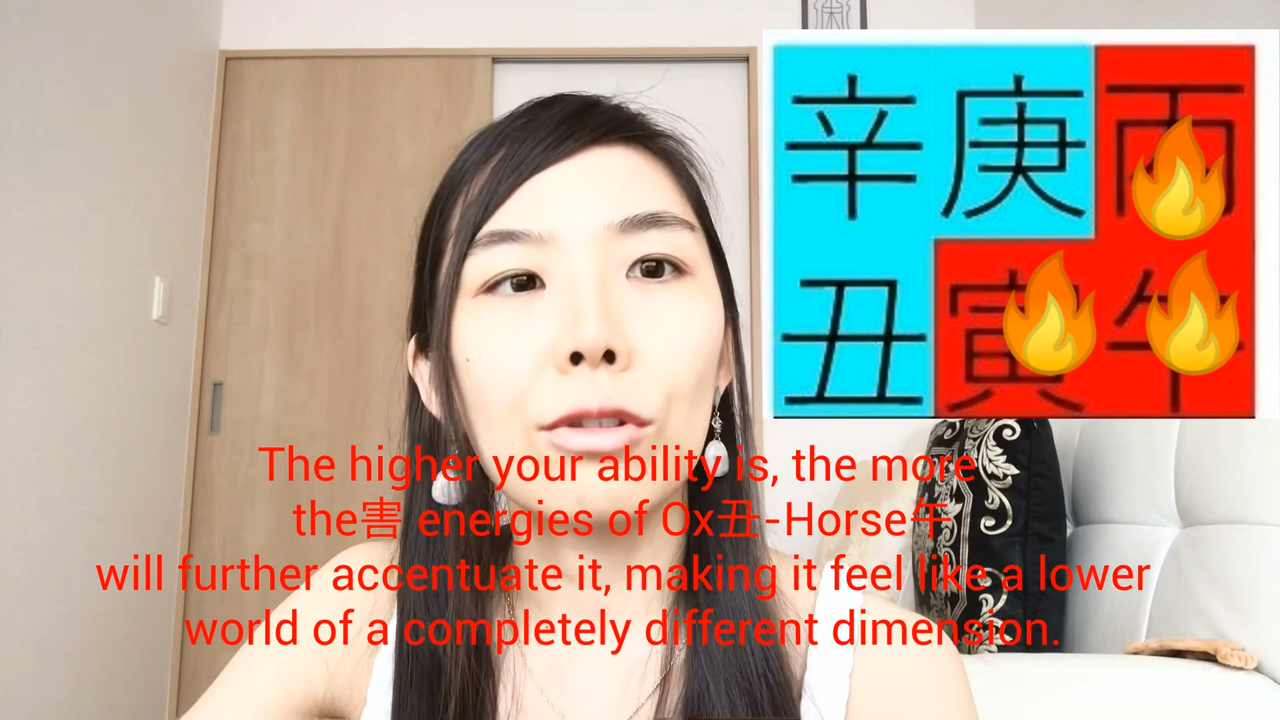 辛庚丙
丑寅午
The higher your ability is, the more
the害 energies of Ox丑-Horse午
will further accentuate it, making it feel like a lower
world of a completely different dimension.